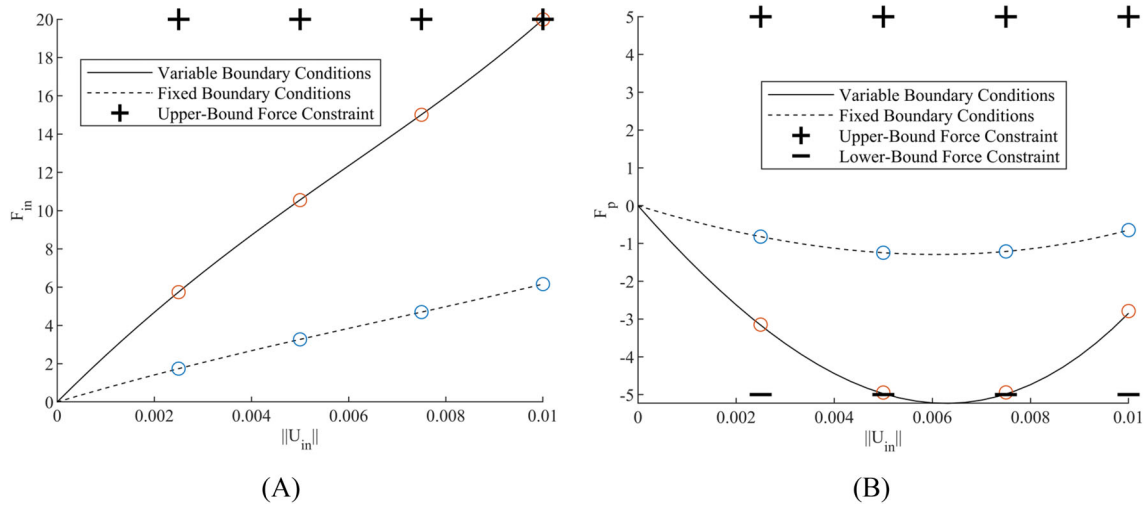 20
18
16
14
12
10
8
6
4
2
0
F_in
Variable Boundary Conditions
Fixed Boundary Conditions
Upper-Bound Force Constraint
0 0.002 0.004 0.006 0.008 0.01
||U_in||
(A)
5
4
3
2
1
0
-1
-2
-3
-4
-5
F_p
Variable Boundary Conditions
Fixed Boundary Conditions
Upper-Bound Force Constraint
Lower-Bound Force Constraint
0 0.002 0.004 0.006 0.008 0.01
||U_in||
(B)